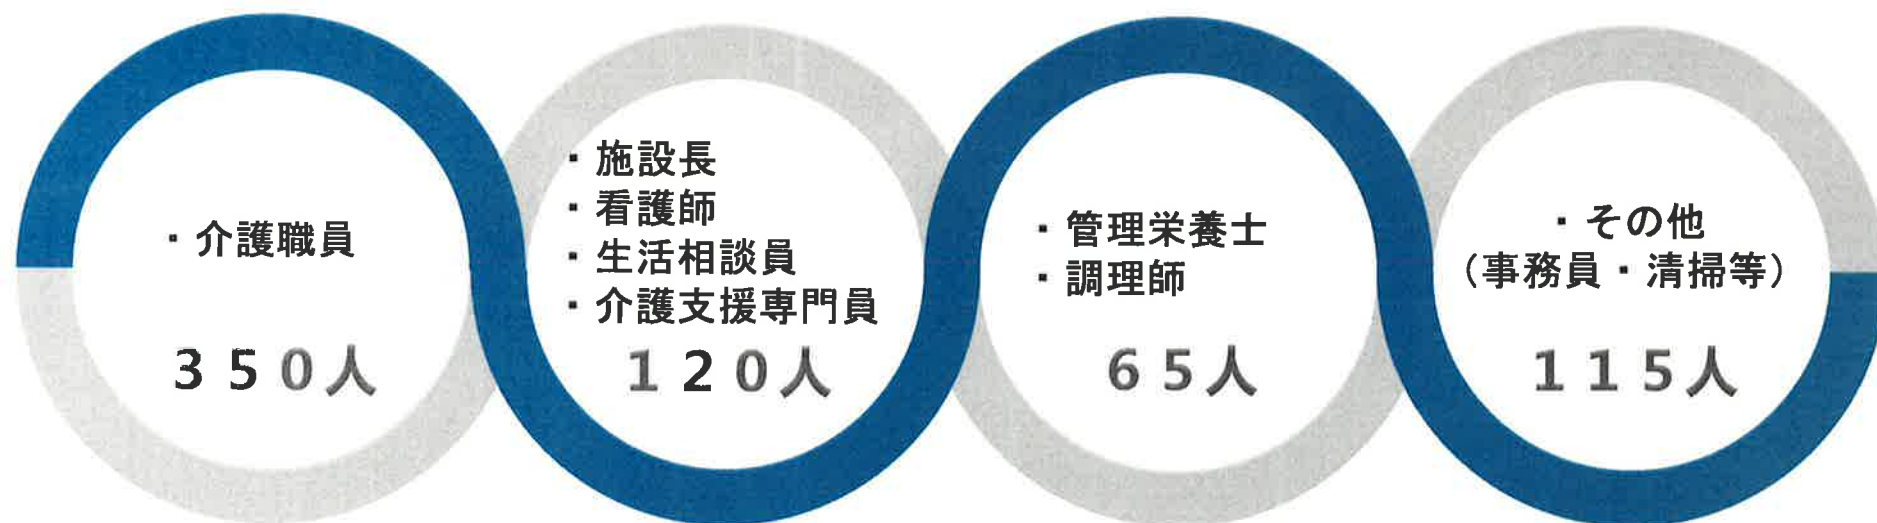 ・介護職員
３５０人
・施設長
・看護師
・生活相談員
・介護支援専門員
１２０人
・管理栄養士
・調理師
６５人
・その他
（事務員・清掃等）
１１５人